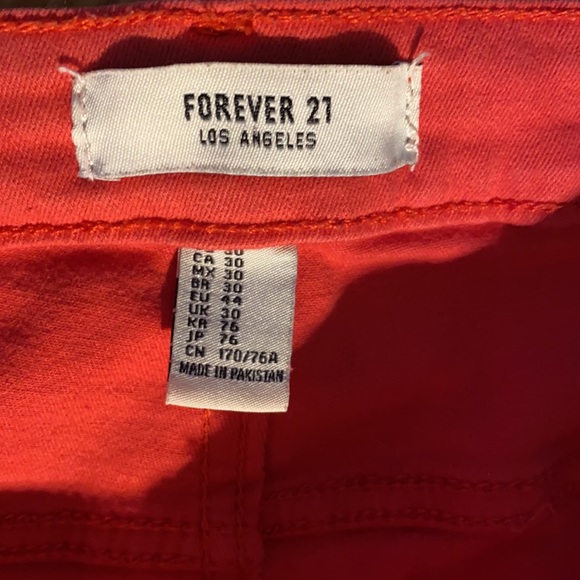 FOREVER 21
LOS ANGELES
30
CA 30
MX 30
BR 30
EU 44
UK 30
KR 76
JP 76
CN 170/76A
MADE IN PAKISTAN